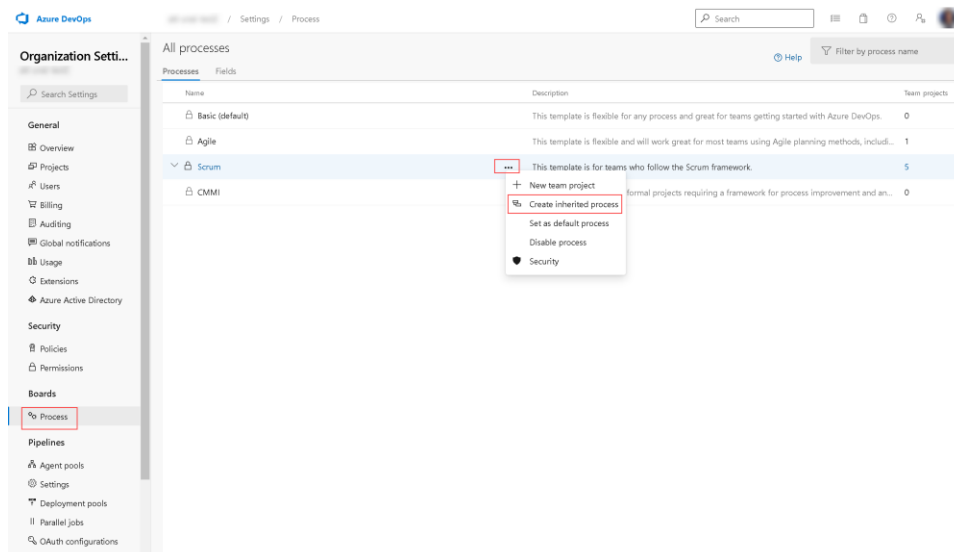 Azure DevOps
/ Settings / Process
Search
Organization Setti...
Search Settings
General
Overview
Projects
Users
Billing
Auditing
Global notifications
Usage
Extensions
Azure Active Directory
Security
Policies
Permissions
Boards
Process
Pipelines
Agent pools
Settings
Deployment pools
Parallel jobs
OAuth configurations
All processes
Help
Filter by process name
Processes Fields
Name Description Team projects
Basic (default) This template is flexible for any process and great for teams getting started with Azure DevOps. 0
Agile This template is flexible and will work great for most teams using Agile planning methods, includi... 1
Scrum ... This template is for teams who follow the Scrum framework. 5
CMMI formal projects requiring a framework for process improvement and an... 0
New team project
Create inherited process
Set as default process
Disable process
Security